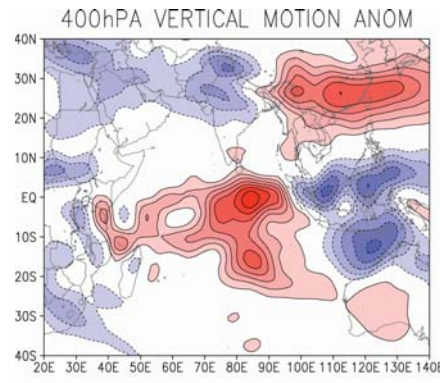 400hPA VERTICAL MOTION ANOM
40N
30N
20N
10N
EQ
10S
20S
30S
40S
20E 30E 40E 50E 60E 70E 80E 90E 100E 110E 120E 130E 140E